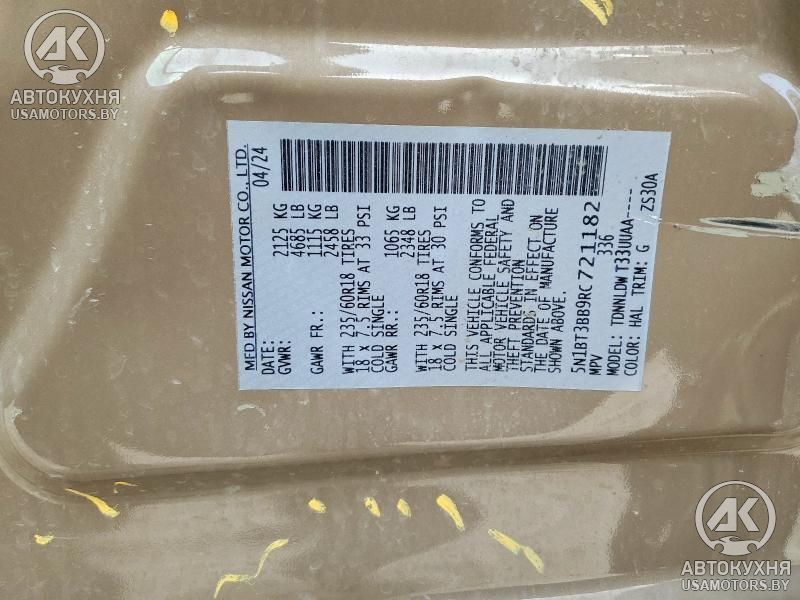 AK
АВТОКУХНЯ
USAMOTORS.BY
MFD BY NISSAN MOTOR CO., LTD.
DATE: 04/24
GVWR: 2125 KG
4685 LB
GAWR FR.: 1115 KG
2458 LB
WITH 235/60R18 TIRES
18 X 7.5 RIMS AT 33 PSI
COLD SINGLE
GAWR RR.: 1065 KG
2348 LB
WITH 235/60R18 TIRES
18 X 7.5 RIMS AT 30 PSI
COLD SINGLE
THIS VEHICLE CONFORMS TO
ALL APPLICABLE FEDERAL
MOTOR VEHICLE SAFETY AND
THEFT PREVENTION
STANDARDS IN EFFECT ON
THE DATE OF MANUFACTURE
SHOWN ABOVE.
5N1BT3BB9RC721182
MPV 336
MODEL: TDNNLDW T33UUAA----
COLOR: HAL TRIM: G ZS30A
AK
АВТОКУХНЯ
USAMOTORS.BY